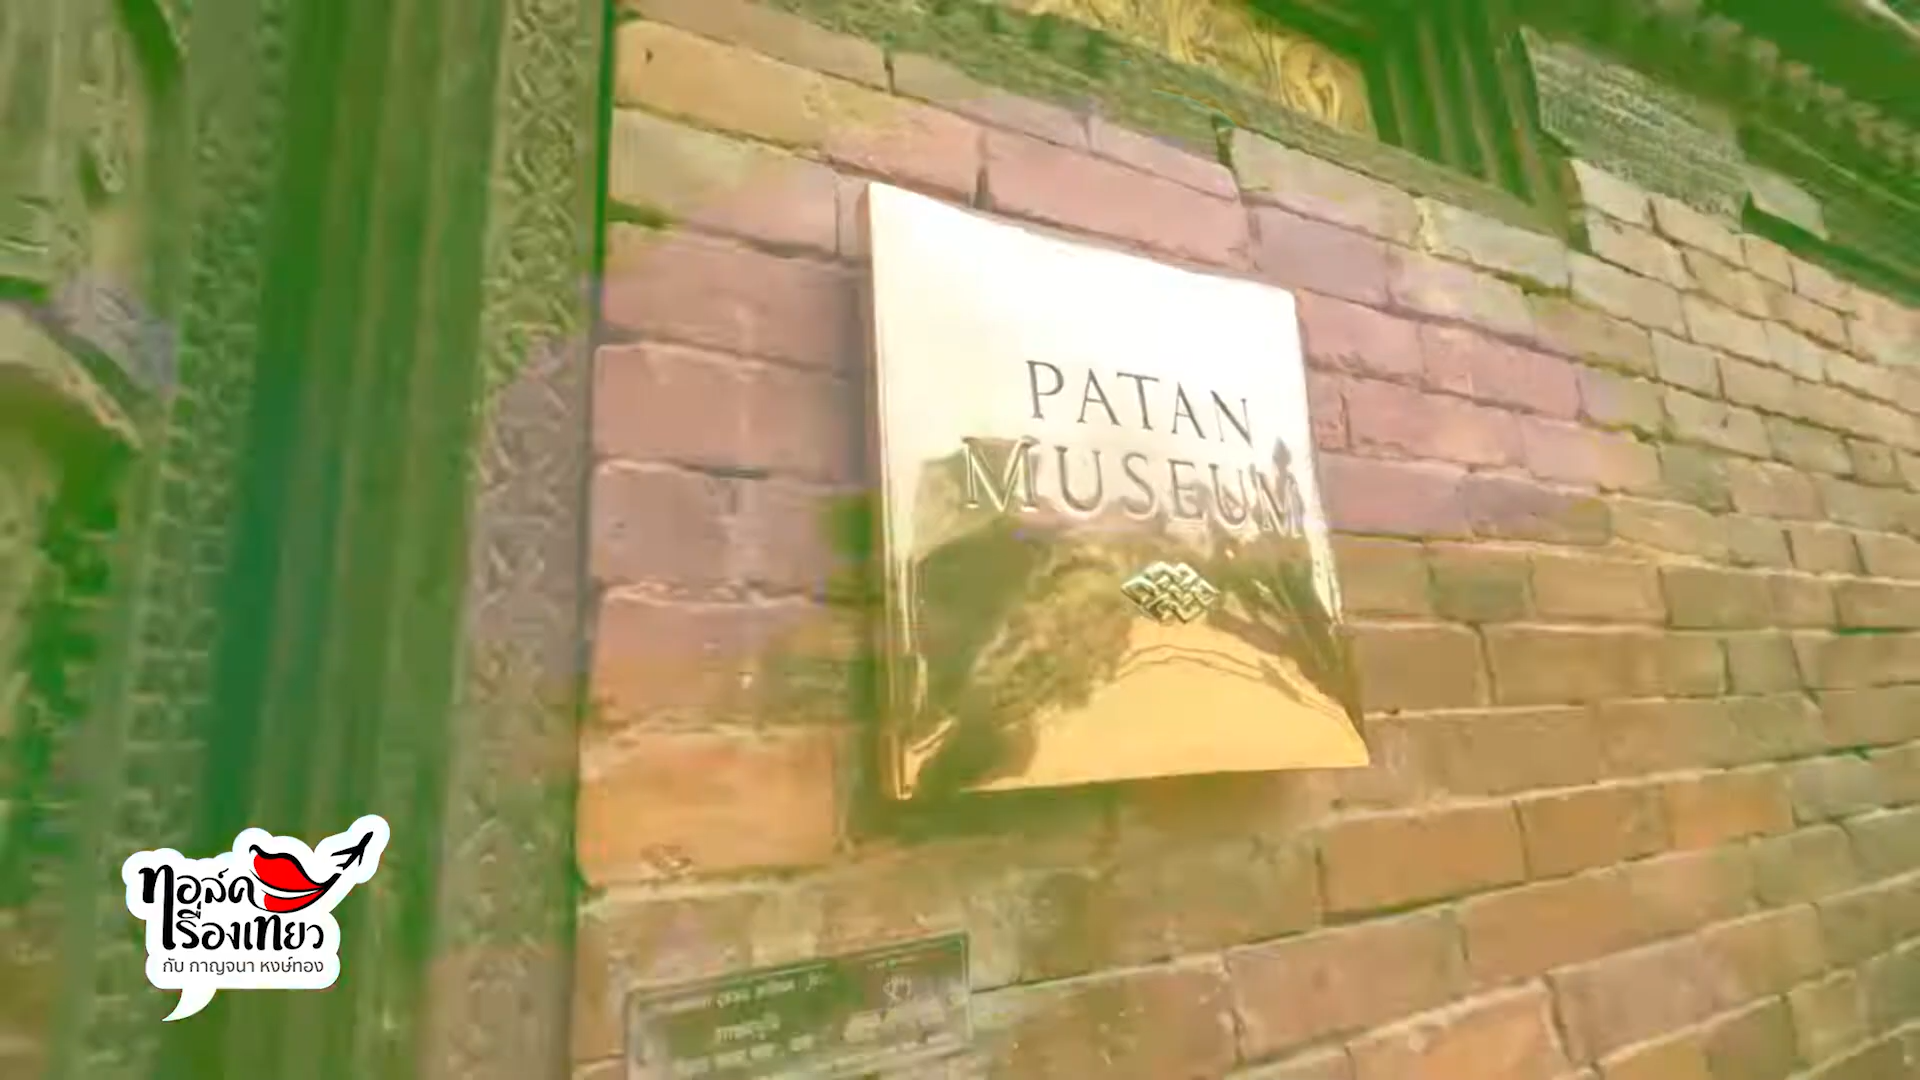 PATAN
MUSEUM
ทอล์ค
เรื่องเที่ยว
กับ กาญจนา หงษ์ทอง